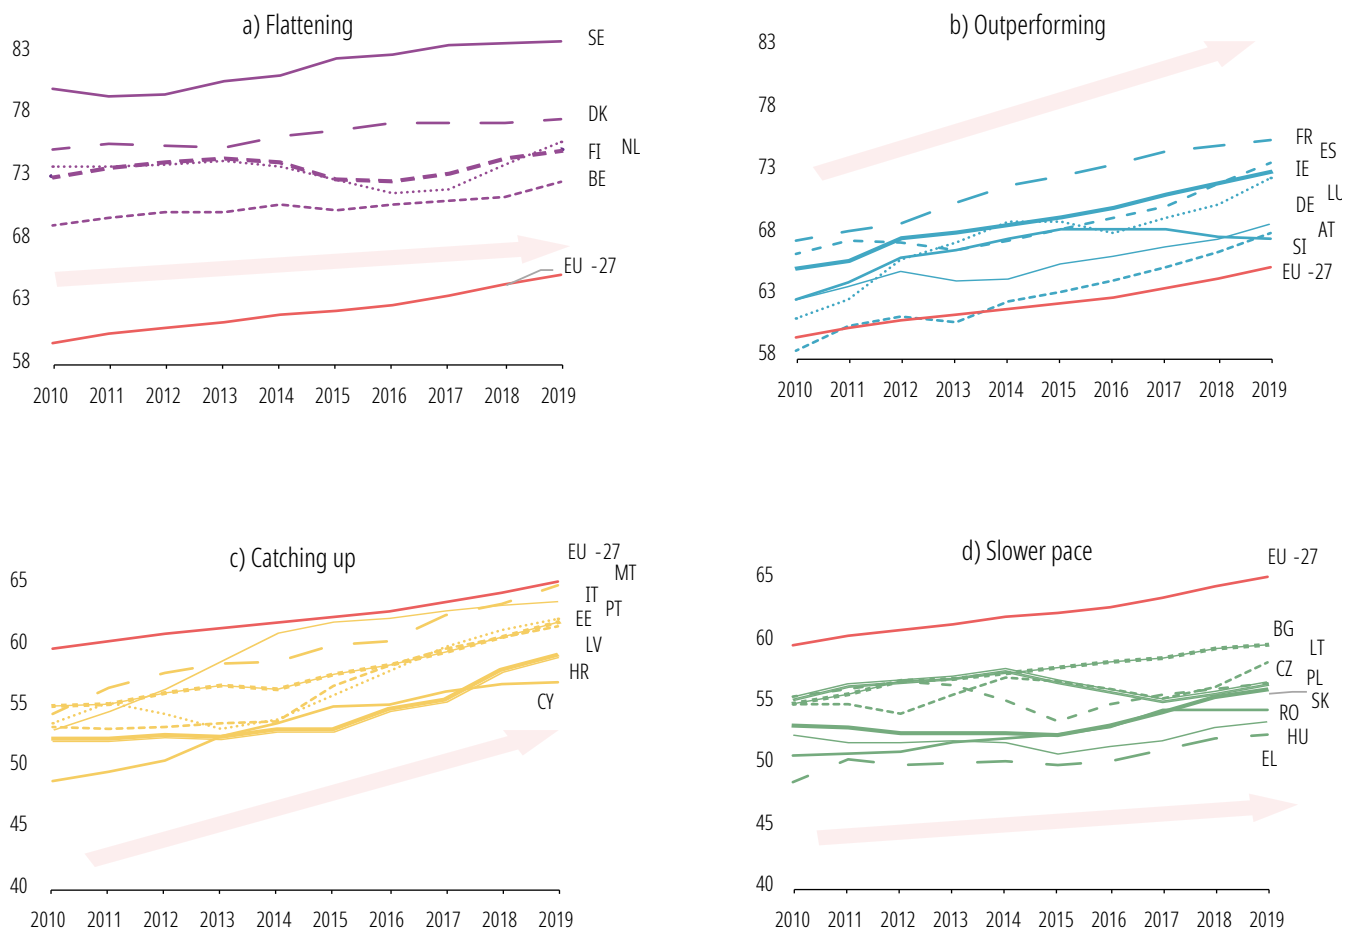 a) Flattening
83
78
73
68
63
58
SE
DK
FI
NL
BE
EU -27
2010 2011 2012 2013 2014 2015 2016 2017 2018 2019
b) Outperforming
83
78
73
68
63
58
FR
ES
IE
LU
DE
AT
SI
EU -27
2010 2011 2012 2013 2014 2015 2016 2017 2018 2019
c) Catching up
65
60
55
50
45
40
EU -27
MT
IT
PT
EE
LV
HR
CY
2010 2011 2012 2013 2014 2015 2016 2017 2018 2019
d) Slower pace
65
60
55
50
45
40
EU -27
BG
LT
CZ
PL
SK
RO
HU
EL
2010 2011 2012 2013 2014 2015 2016 2017 2018 2019